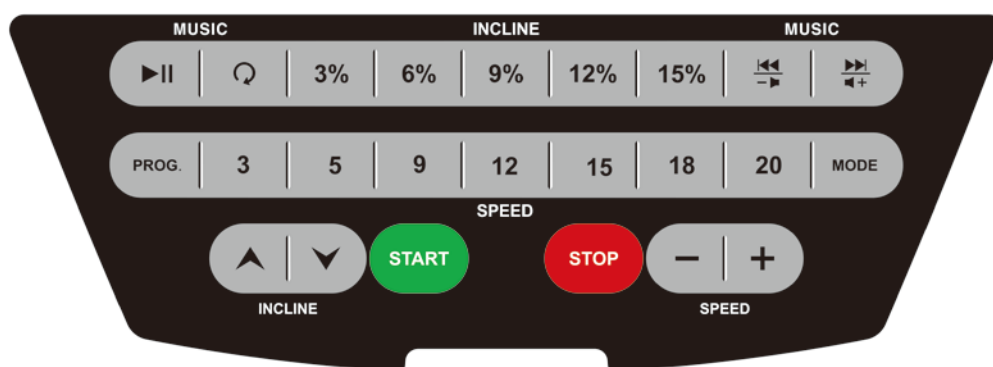 MUSIC INCLINE MUSIC
3% 6% 9% 12% 15%
- +
PROG. 3 5 9 12 15 18 20 MODE
SPEED
START STOP - +
INCLINE SPEED